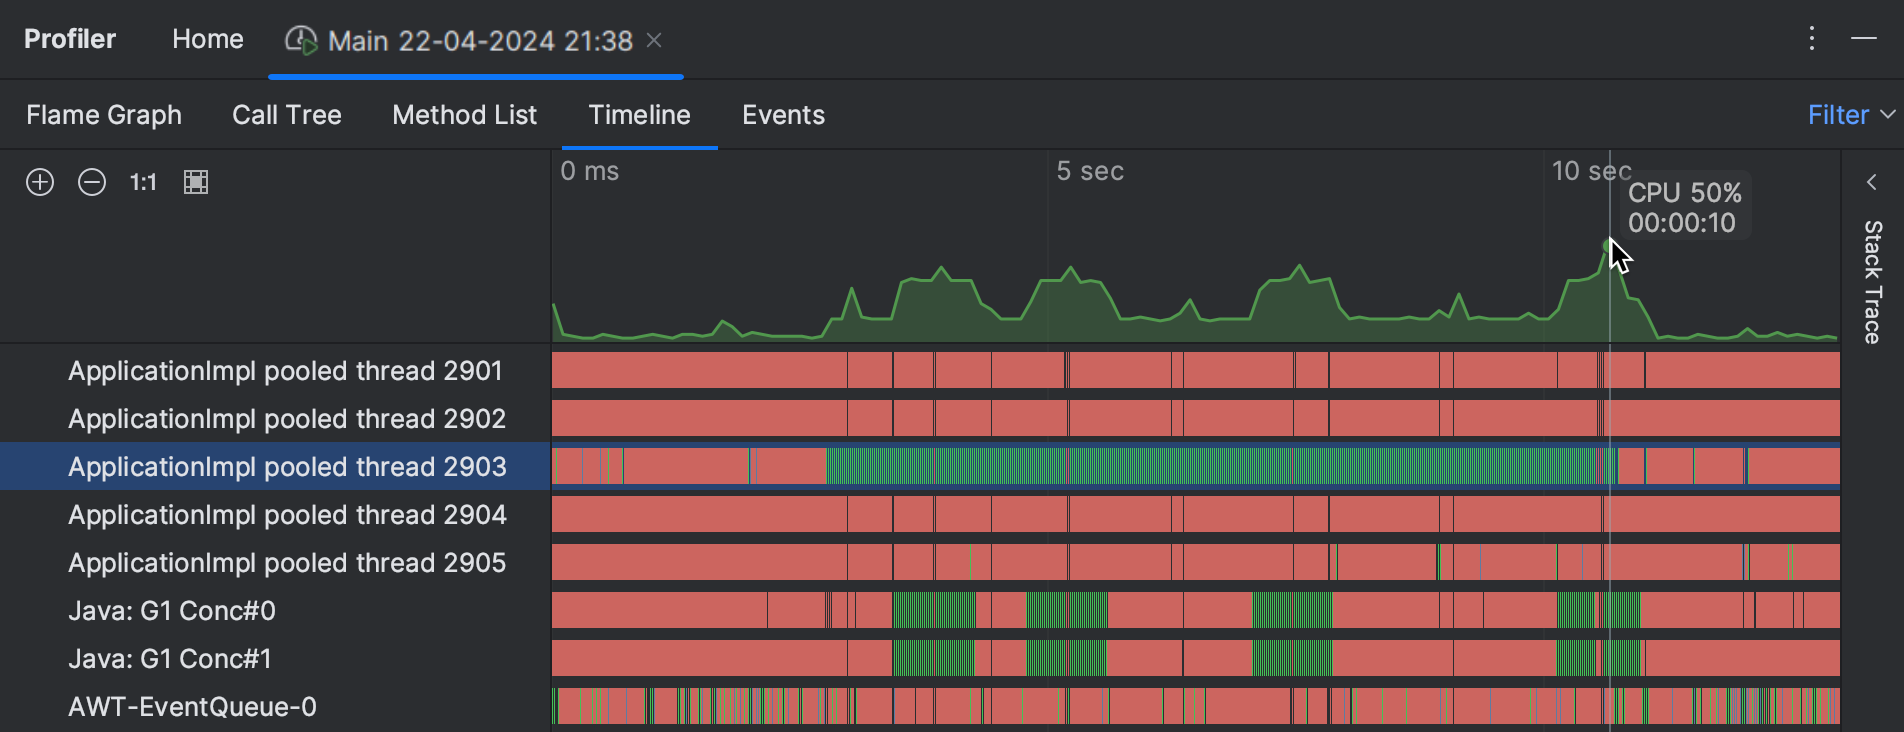 Profiler Home Main 22-04-2024 21:38
Flame Graph Call Tree Method List Timeline Events Filter
1:1 0 ms 5 sec 10 sec
CPU 50%
00:00:10
Stack Trace
ApplicationImpl pooled thread 2901
ApplicationImpl pooled thread 2902
ApplicationImpl pooled thread 2903
ApplicationImpl pooled thread 2904
ApplicationImpl pooled thread 2905
Java: G1 Conc#0
Java: G1 Conc#1
AWT-EventQueue-0